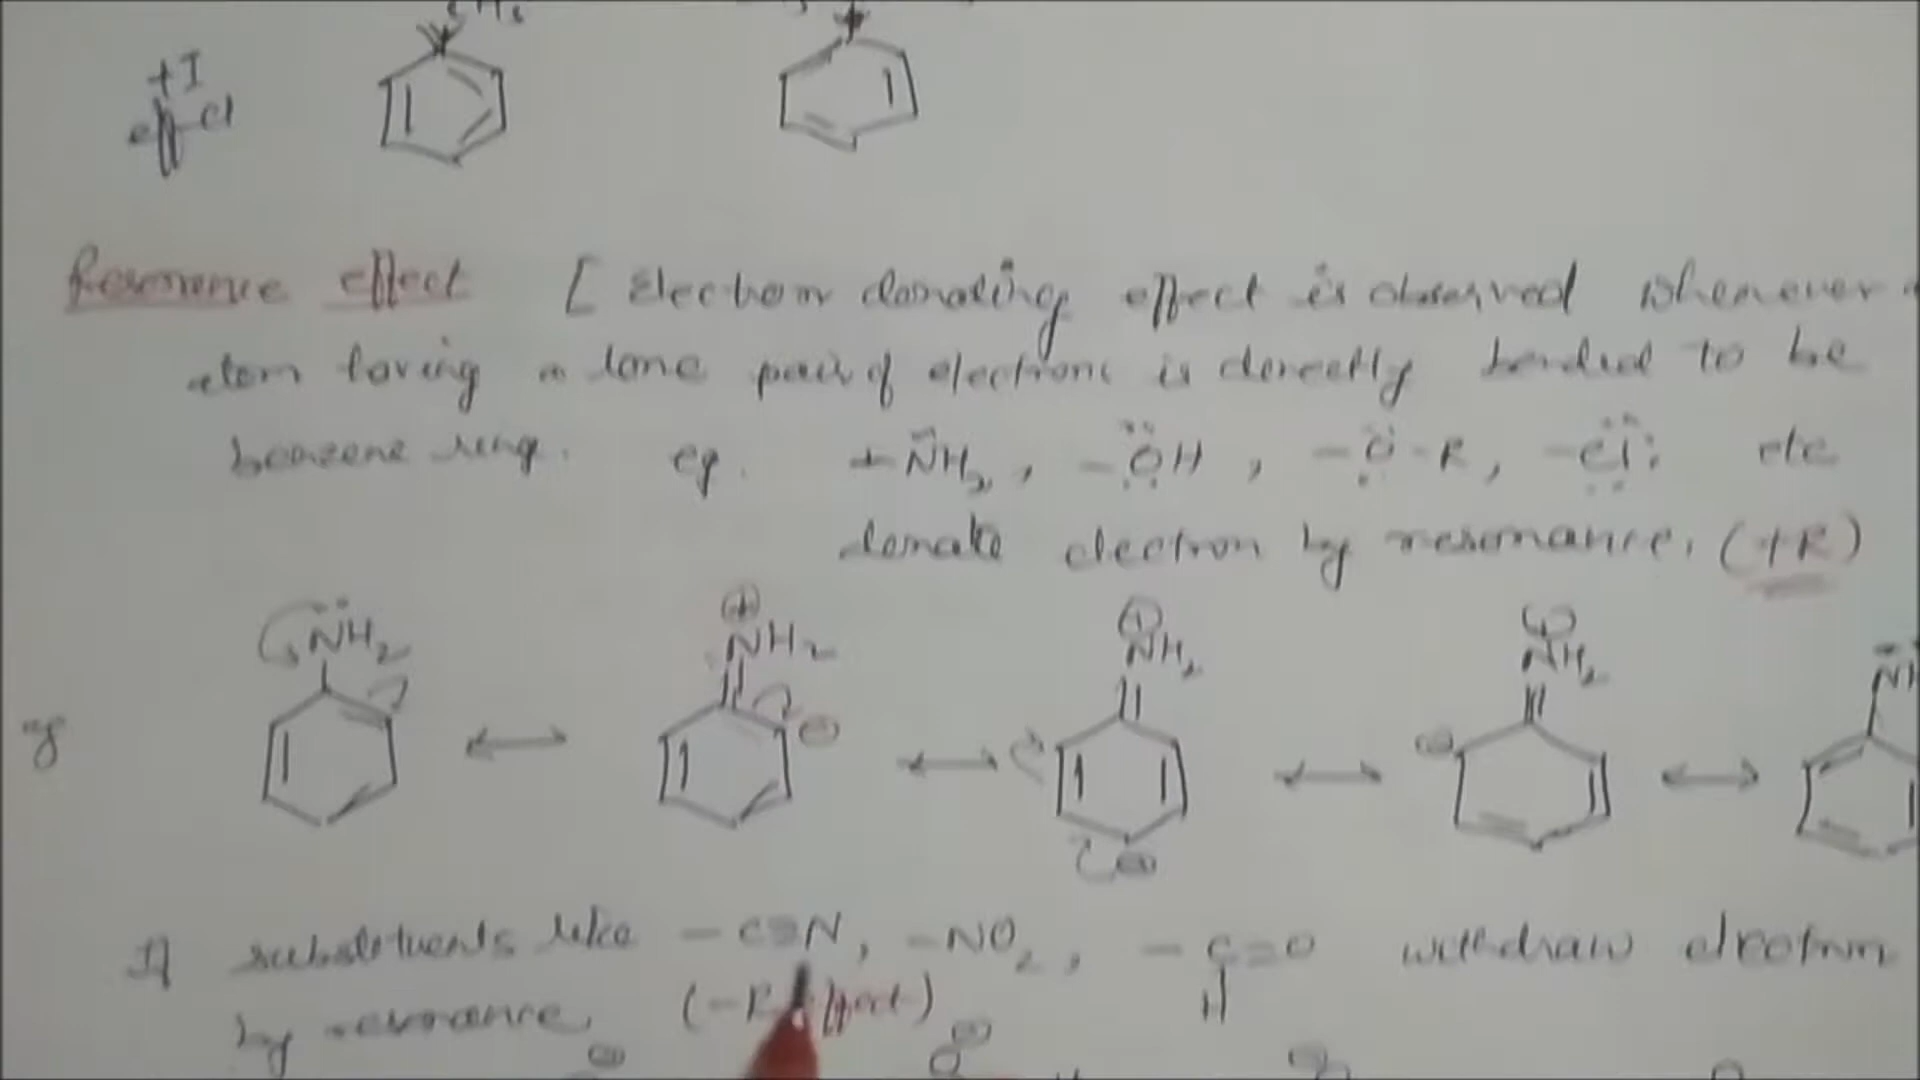 +I
effect
Resonance effect [ Electron donating effect is observed whenever
atom having a lone pair of electrons is directly bonded to be
benzene ring. eg. -NH₂, -OH, -O-R, -Cl: etc
donate electron by resonance. (+R)
NH₂ ⊕NH₂ ⊕NH₂ ⊕NH₂
eg
If substituents like -C≡N, -NO₂, -C=O withdraw electron
H
by resonance. (-R effect)